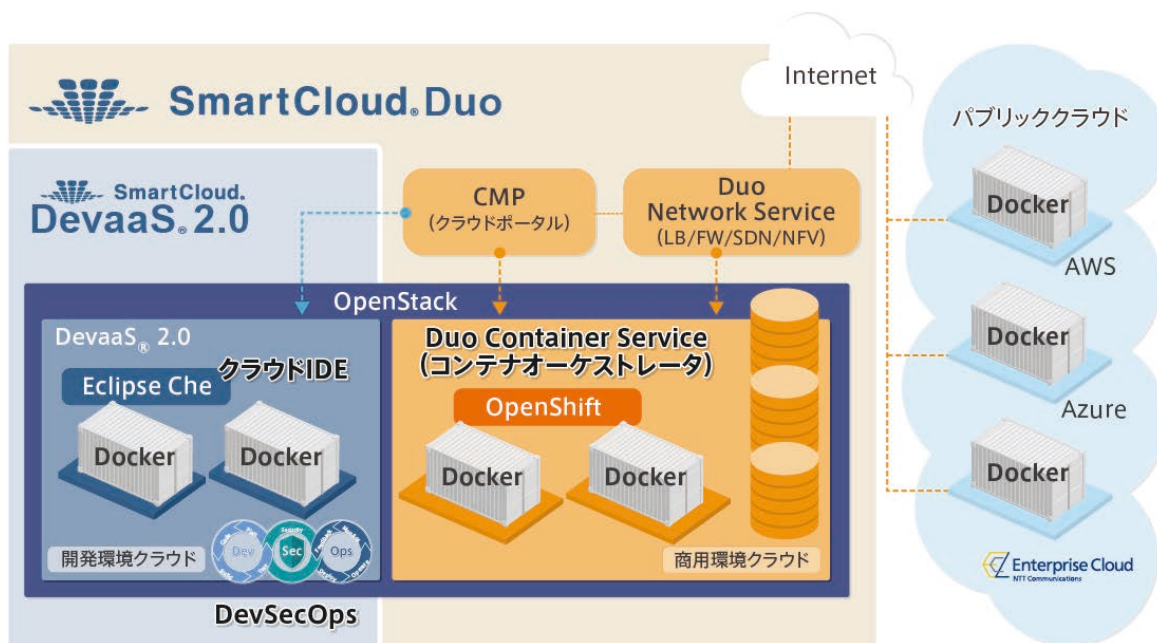 SmartCloud® Duo
Internet
パブリッククラウド
SmartCloud.
DevaaS® 2.0
CMP
(クラウドポータル)
Duo
Network Service
(LB/FW/SDN/NFV)
Docker
AWS
OpenStack
DevaaS® 2.0
クラウドIDE
Eclipse Che
Docker
Docker
Duo Container Service
(コンテナオーケストレータ)
OpenShift
Docker
Docker
Docker
Azure
Docker
開発環境クラウド
Dev
Security
Sec
Ops
商用環境クラウド
Enterprise Cloud
NTT Communications
DevSecOps